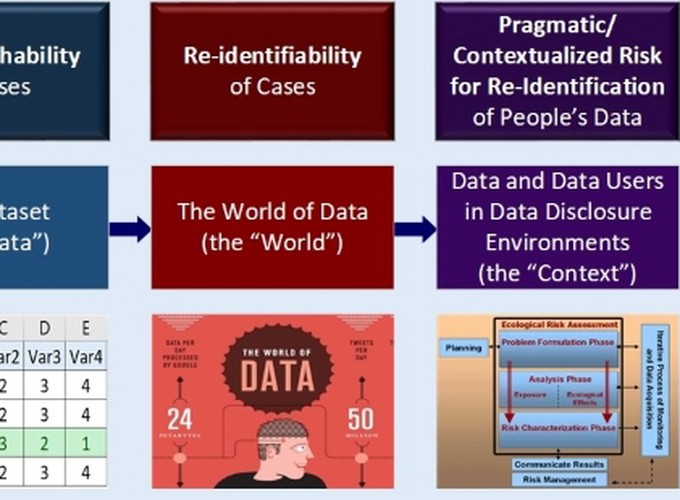 hability
ses
Re-identifiability
of Cases
Pragmatic/
Contextualized Risk
for Re-Identification
of People’s Data
taset
ata”)
The World of Data
(the “World”)
Data and Data Users
in Data Disclosure
Environments
(the “Context”)
C D E
ar2 Var3 Var4
2 3 4
2 3 4
3 2 1
2 3 4
DATA PER
DAY
PROCESSED
BY GOOGLE
THE WORLD OF
DATA
TWEETS
PER
DAY
24
PETABYTES
50
MILLION
Ecological Risk Assessment
Planning
Problem Formulation Phase
Analysis Phase
Exposure
Ecological
Effects
Risk Characterization Phase
Communicate Results
Risk Management
Iterative Process of Monitoring
and Data Acquisition